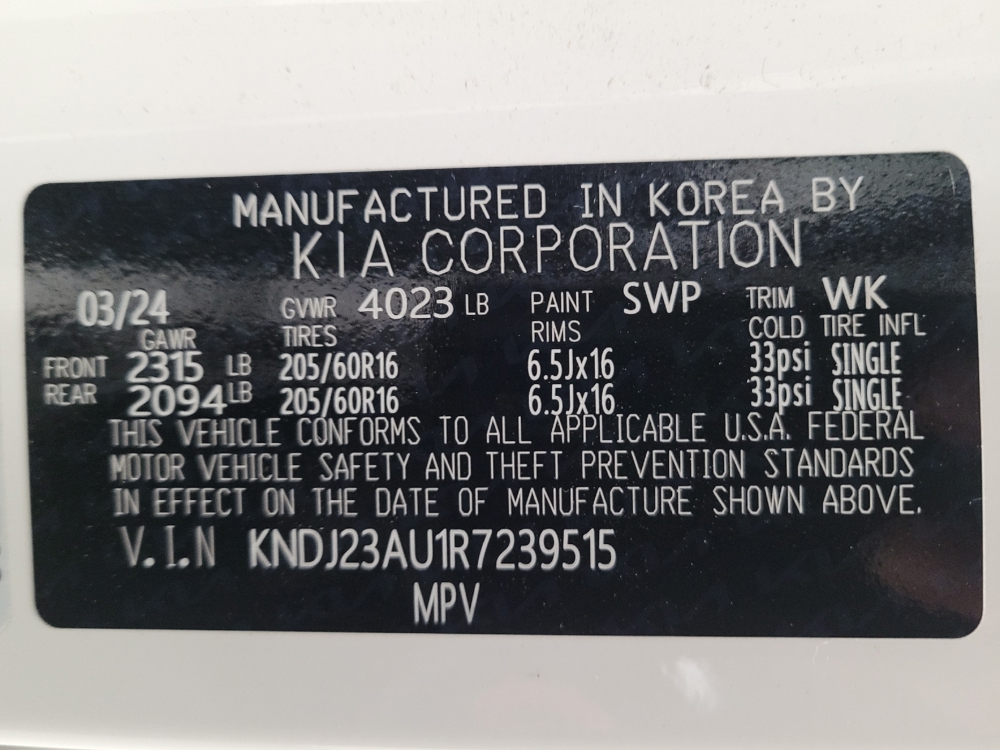 MANUFACTURED IN KOREA BY
KIA CORPORATION
03/24 GVWR 4023 LB PAINT SWP TRIM WK
GAWR TIRES RIMS COLD TIRE INFL
FRONT 2315 LB 205/60R16 6.5Jx16 33psi SINGLE
REAR 2094 LB 205/60R16 6.5Jx16 33psi SINGLE
THIS VEHICLE CONFORMS TO ALL APPLICABLE U.S.A. FEDERAL
MOTOR VEHICLE SAFETY AND THEFT PREVENTION STANDARDS
IN EFFECT ON THE DATE OF MANUFACTURE SHOWN ABOVE.
V.I.N KNDJ23AU1R7239515
MPV